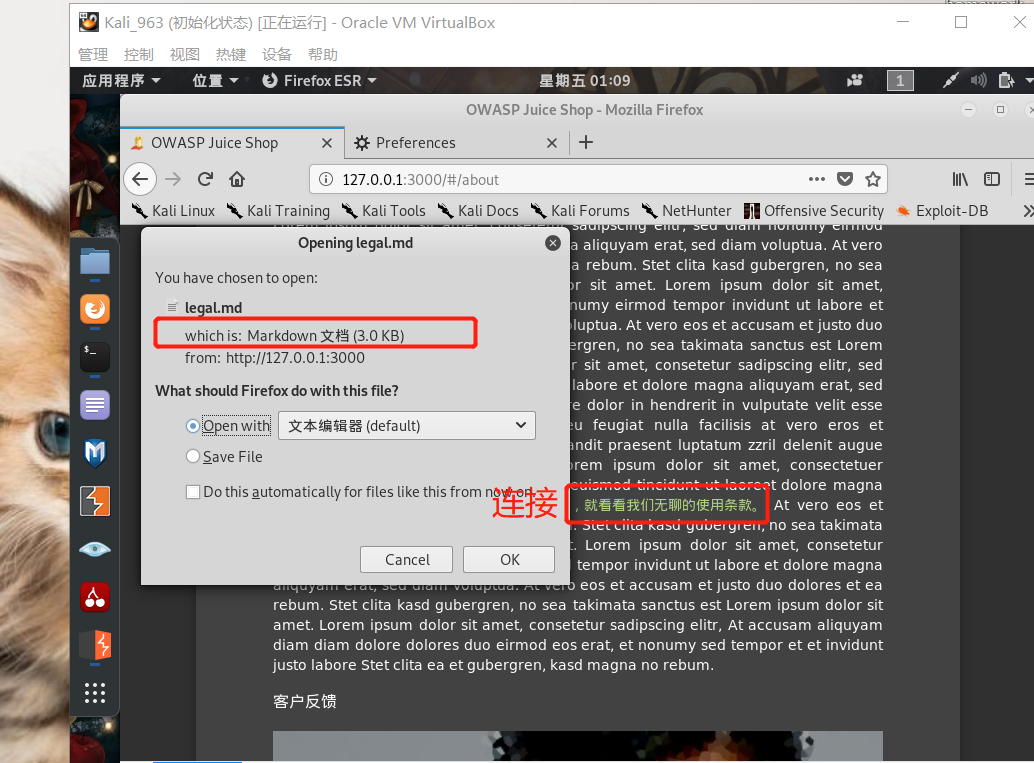 Kali_963 (初始化状态) [正在运行] - Oracle VM VirtualBox
管理 控制 视图 热键 设备 帮助
应用程序 位置 Firefox ESR 星期五 01:09 1
OWASP Juice Shop - Mozilla Firefox
OWASP Juice Shop Preferences
127.0.0.1:3000/#/about
Kali Linux Kali Training Kali Tools Kali Docs Kali Forums NetHunter Offensive Security Exploit-DB
Opening legal.md
You have chosen to open:
legal.md
which is: Markdown 文档 (3.0 KB)
from: http://127.0.0.1:3000
What should Firefox do with this file?
Open with 文本编辑器 (default)
Save File
Do this automatically for files like this from now on.
Cancel OK
连接
a aliquyam erat, sed diam voluptua. At vero
a rebum. Stet clita kasd gubergren, no sea
or sit amet. Lorem ipsum dolor sit amet,
numy eirmod tempor invidunt ut labore et
luptua. At vero eos et accusam et justo duo
ergren, no sea takimata sanctus est Lorem
r sit amet, consetetur sadipscing elitr, sed
labore et dolore magna aliquyam erat, sed
re dolor in hendrerit in vulputate velit esse
eu feugiat nulla facilisis at vero eros et
andit praesent luptatum zzril delenit augue
orem ipsum dolor sit amet, consectetuer
euismod tincidunt ut laoreet dolore magna
，就看看我们无聊的使用条款。 At vero eos et
. Stet clita kasd gubergren, no sea takimata
t. Lorem ipsum dolor sit amet, consetetur
tempor invidunt ut labore et dolore magna
aliquyam erat, sed diam voluptua. At vero eos et accusam et justo duo dolores et ea
rebum. Stet clita kasd gubergren, no sea takimata sanctus est Lorem ipsum dolor sit
amet. Lorem ipsum dolor sit amet, consetetur sadipscing elitr, At accusam aliquyam
diam diam dolore dolores duo eirmod eos erat, et nonumy sed tempor et et invidunt
justo labore Stet clita ea et gubergren, kasd magna no rebum.
客户反馈